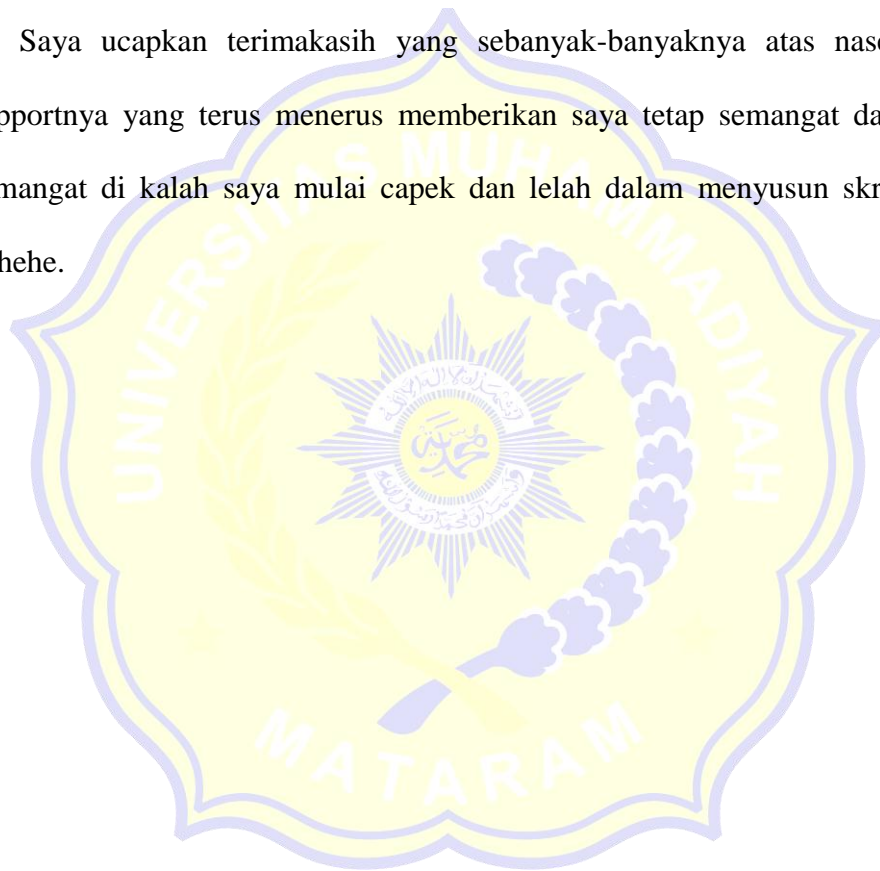 Saya ucapkan terimakasih yang sebanyak-banyaknya atas nase
pportnya yang terus menerus memberikan saya tetap semangat da
mangat di kalah saya mulai capek dan lelah dalam menyusun skr
hehe.
UNIVERSITAS MUHAMMADIYAH
MATARAM